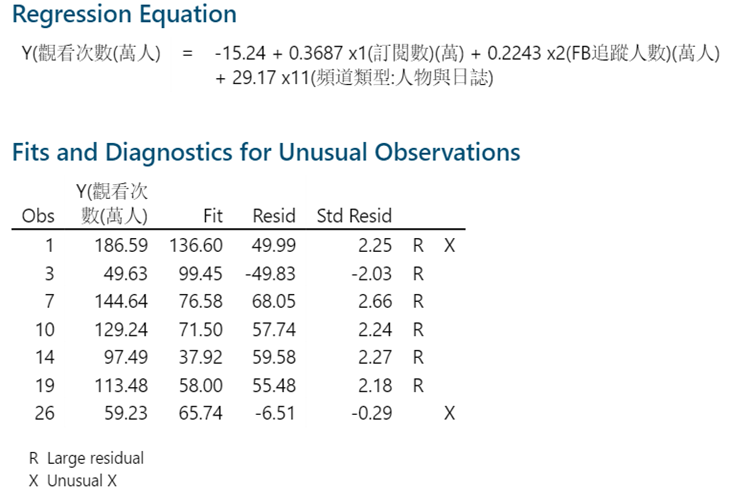 Regression Equation
Y(觀看次數(萬人) = -15.24 + 0.3687 x1(訂閱數)(萬) + 0.2243 x2(FB追蹤人數)(萬人)
+ 29.17 x11(頻道類型:人物與日誌)
Fits and Diagnostics for Unusual Observations
Y(觀看次
Obs 數(萬人) Fit Resid Std Resid
1 186.59 136.60 49.99 2.25 R X
3 49.63 99.45 -49.83 -2.03 R
7 144.64 76.58 68.05 2.66 R
10 129.24 71.50 57.74 2.24 R
14 97.49 37.92 59.58 2.27 R
19 113.48 58.00 55.48 2.18 R
26 59.23 65.74 -6.51 -0.29 X
R Large residual
X Unusual X